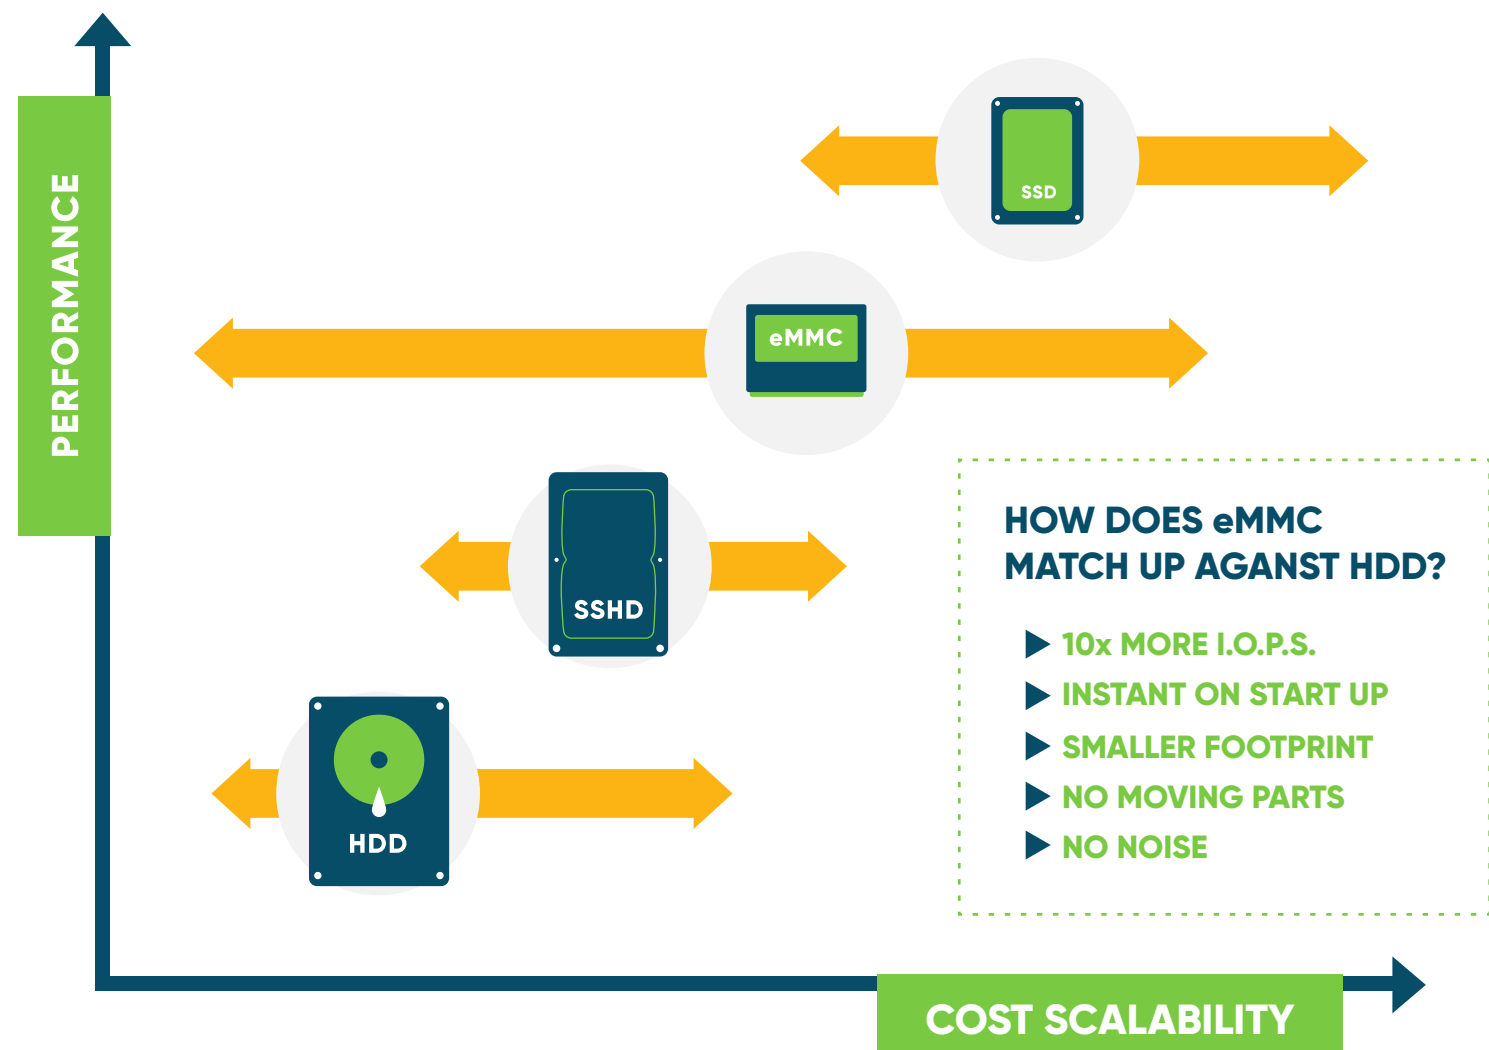 PERFORMANCE
SSD
eMMC
SSHD
HDD
HOW DOES eMMC
MATCH UP AGANST HDD?
10x MORE I.O.P.S.
INSTANT ON START UP
SMALLER FOOTPRINT
NO MOVING PARTS
NO NOISE
COST SCALABILITY